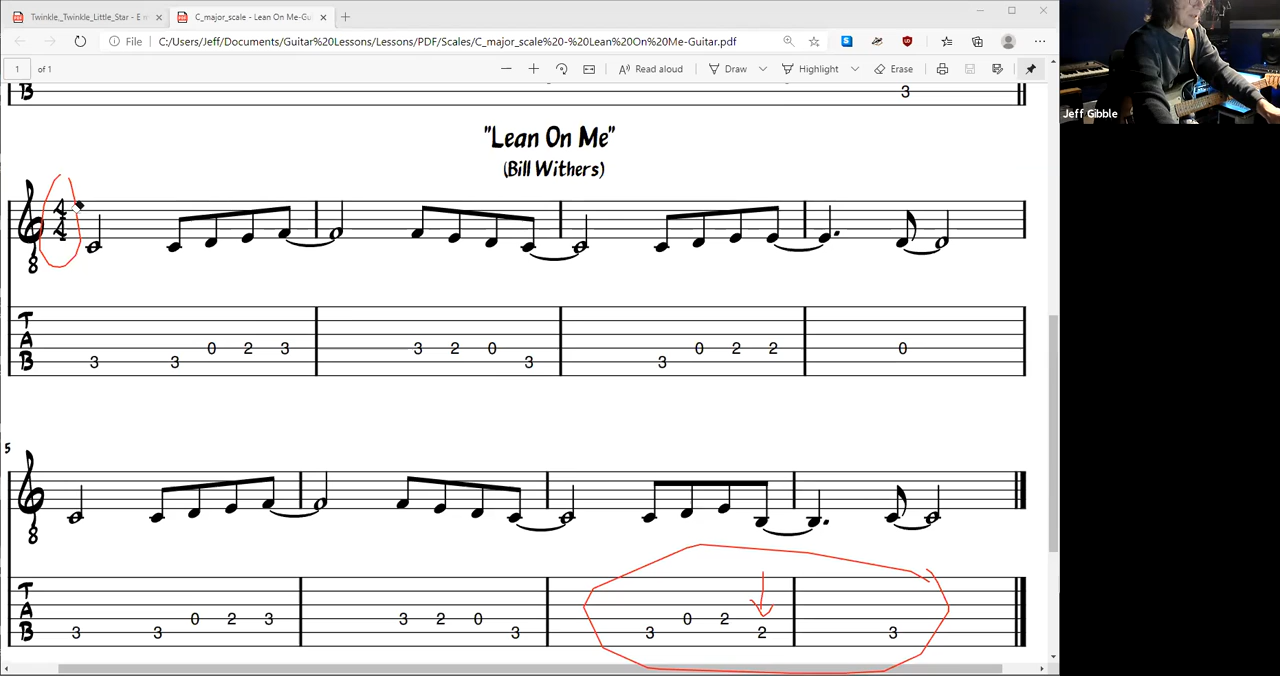 Twinkle_Twinkle_Little_Star - E m
C_major_scale - Lean On Me-Gui
File
C:/Users/Jeff/Documents/Guitar%20Lessons/Lessons/PDF/Scales/C_major_scale%20-%20Lean%20On%20Me-Guitar.pdf
1 of 1
Read aloud
Draw
Highlight
Erase
Jeff Gibble
B 3
"Lean On Me"
(Bill Withers)
4
4
8
T
A
B
3 3 0 2 3 3 2 0 3 3 0 2 2 0
5
8
T
A
B
3 3 0 2 3 3 2 0 3 3 0 2 2 3